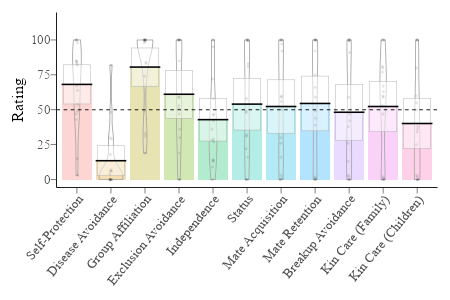 100
75
50
25
0
Rating
Self-Protection
Disease Avoidance
Group Affiliation
Exclusion Avoidance
Independence
Status
Mate Acquisition
Mate Retention
Breakup Avoidance
Kin Care (Family)
Kin Care (Children)